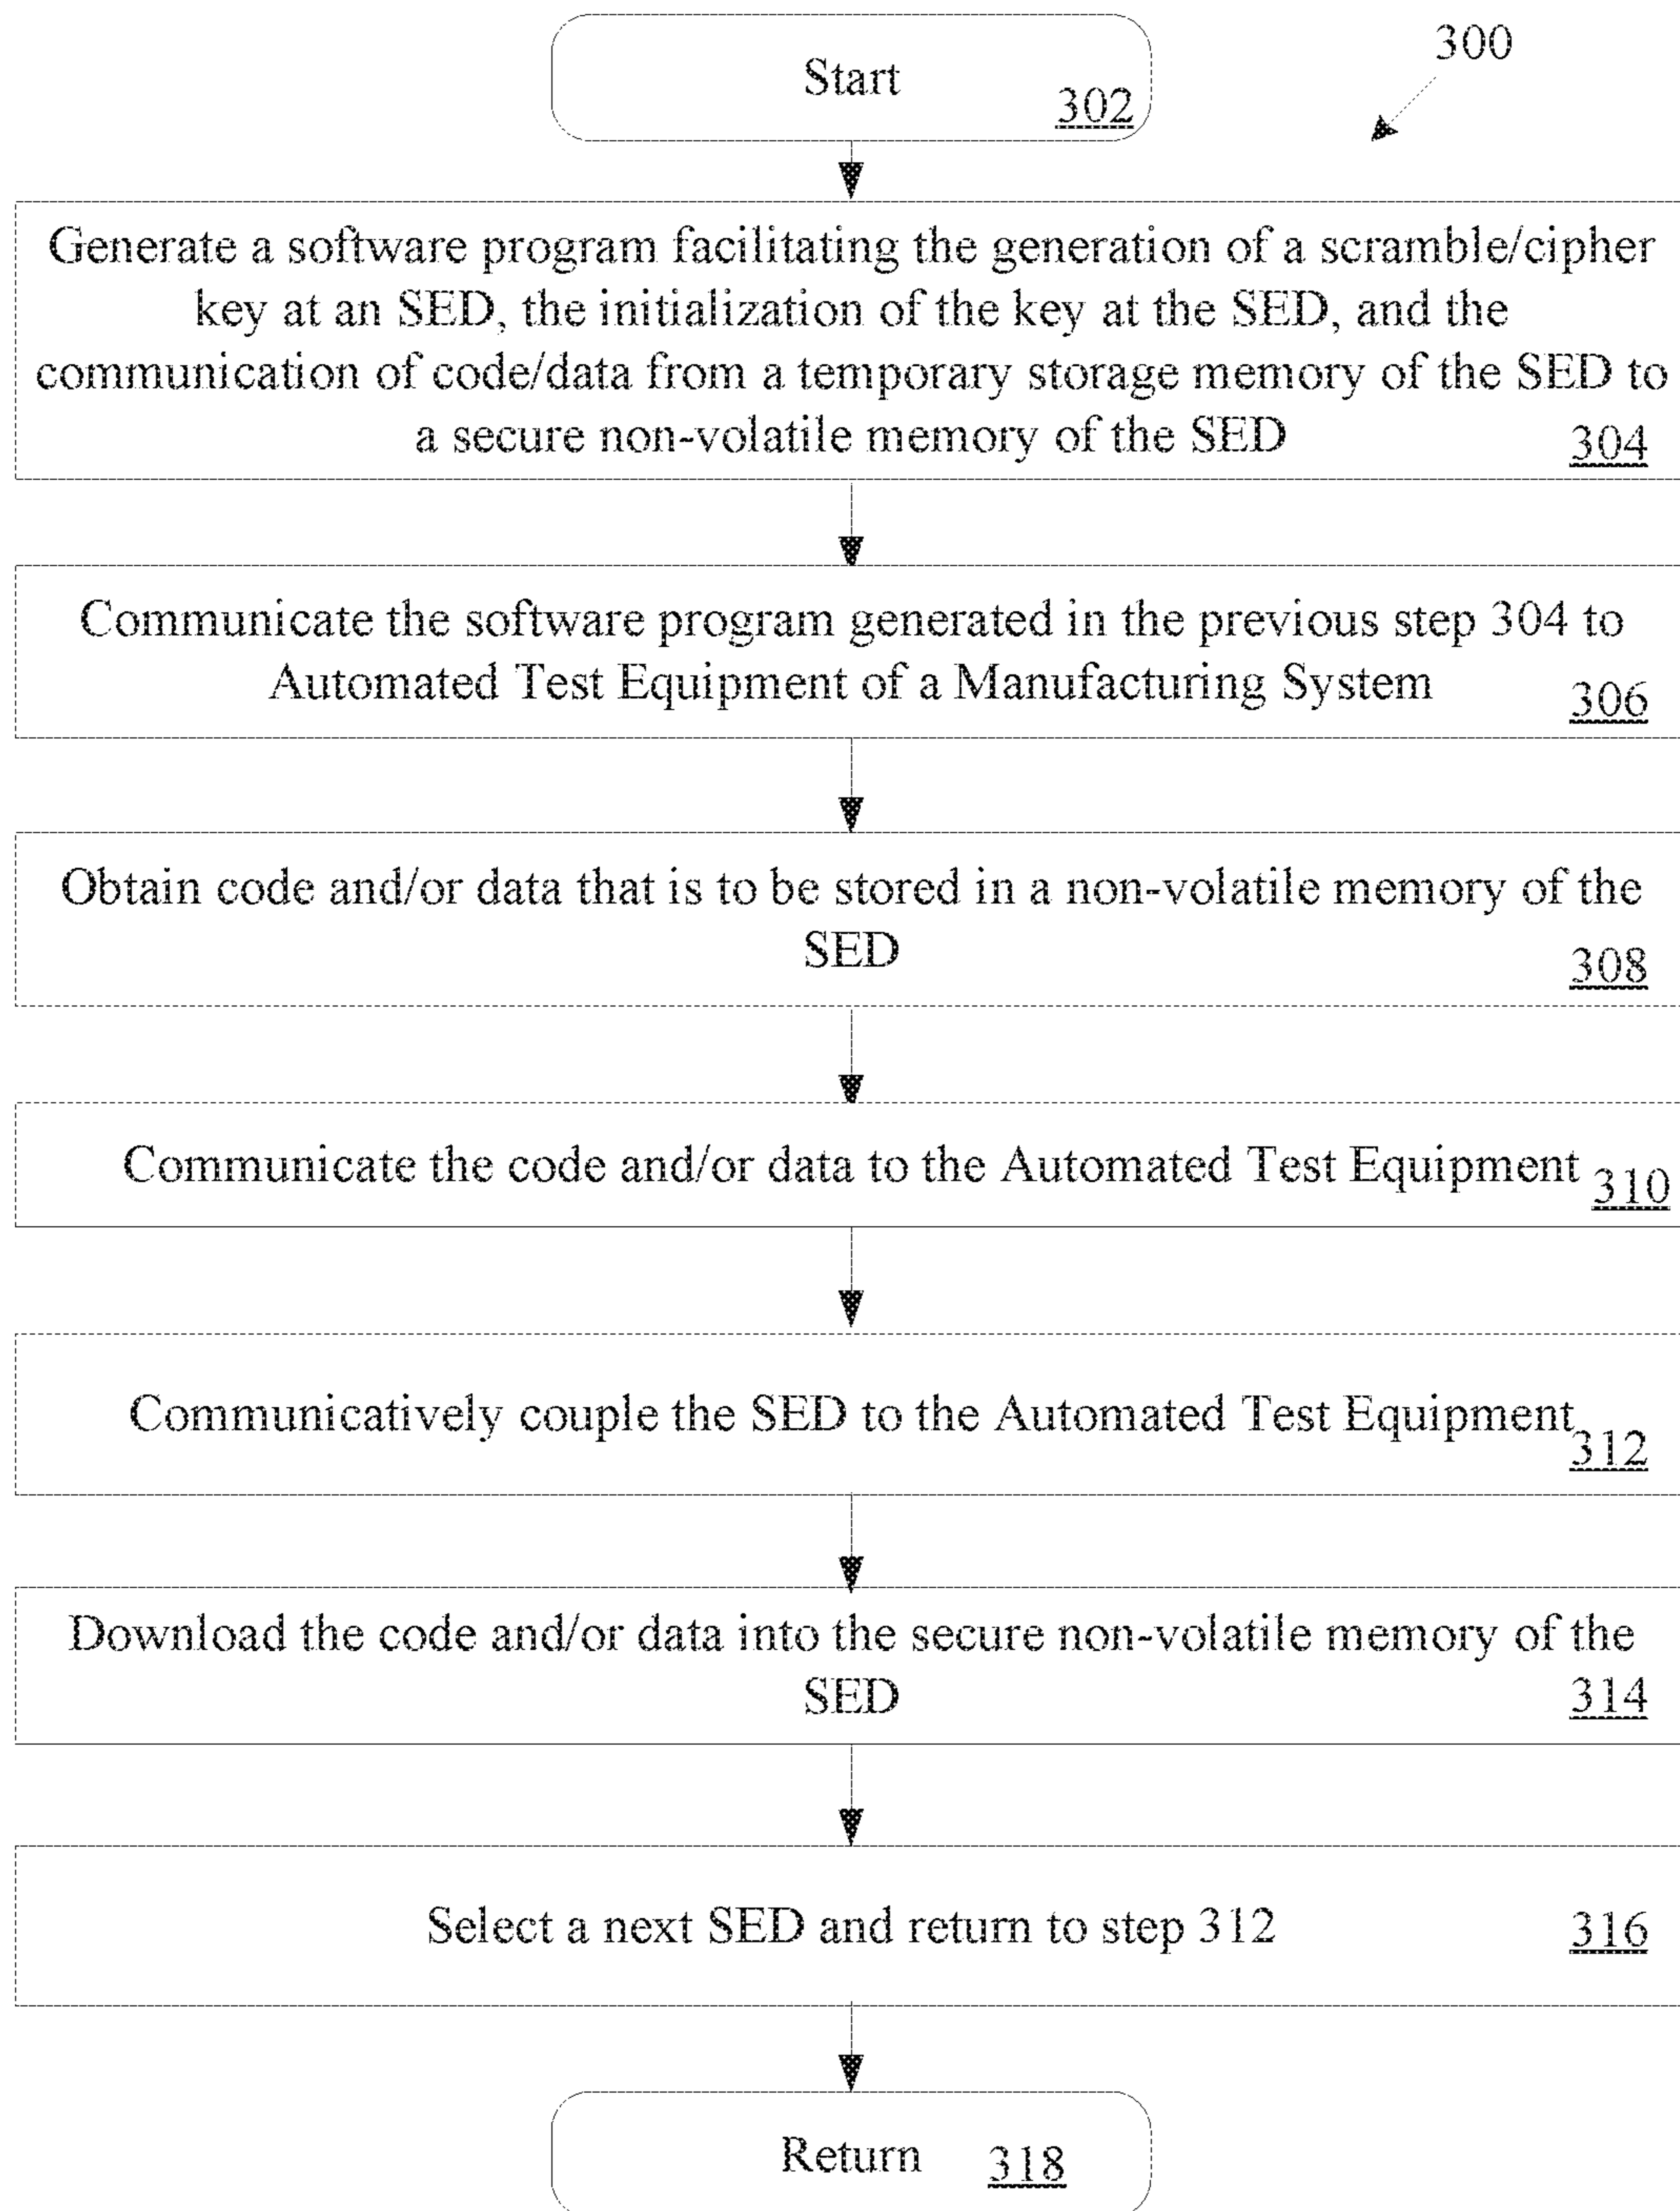 Start
302
300
Generate a software program facilitating the generation of a scramble/cipher
key at an SED, the initialization of the key at the SED, and the
communication of code/data from a temporary storage memory of the SED to
a secure non-volatile memory of the SED
304
Communicate the software program generated in the previous step 304 to
Automated Test Equipment of a Manufacturing System
306
Obtain code and/or data that is to be stored in a non-volatile memory of the
SED
308
Communicate the code and/or data to the Automated Test Equipment
310
Communicatively couple the SED to the Automated Test Equipment
312
Download the code and/or data into the secure non-volatile memory of the
SED
314
Select a next SED and return to step 312
316
Return
318